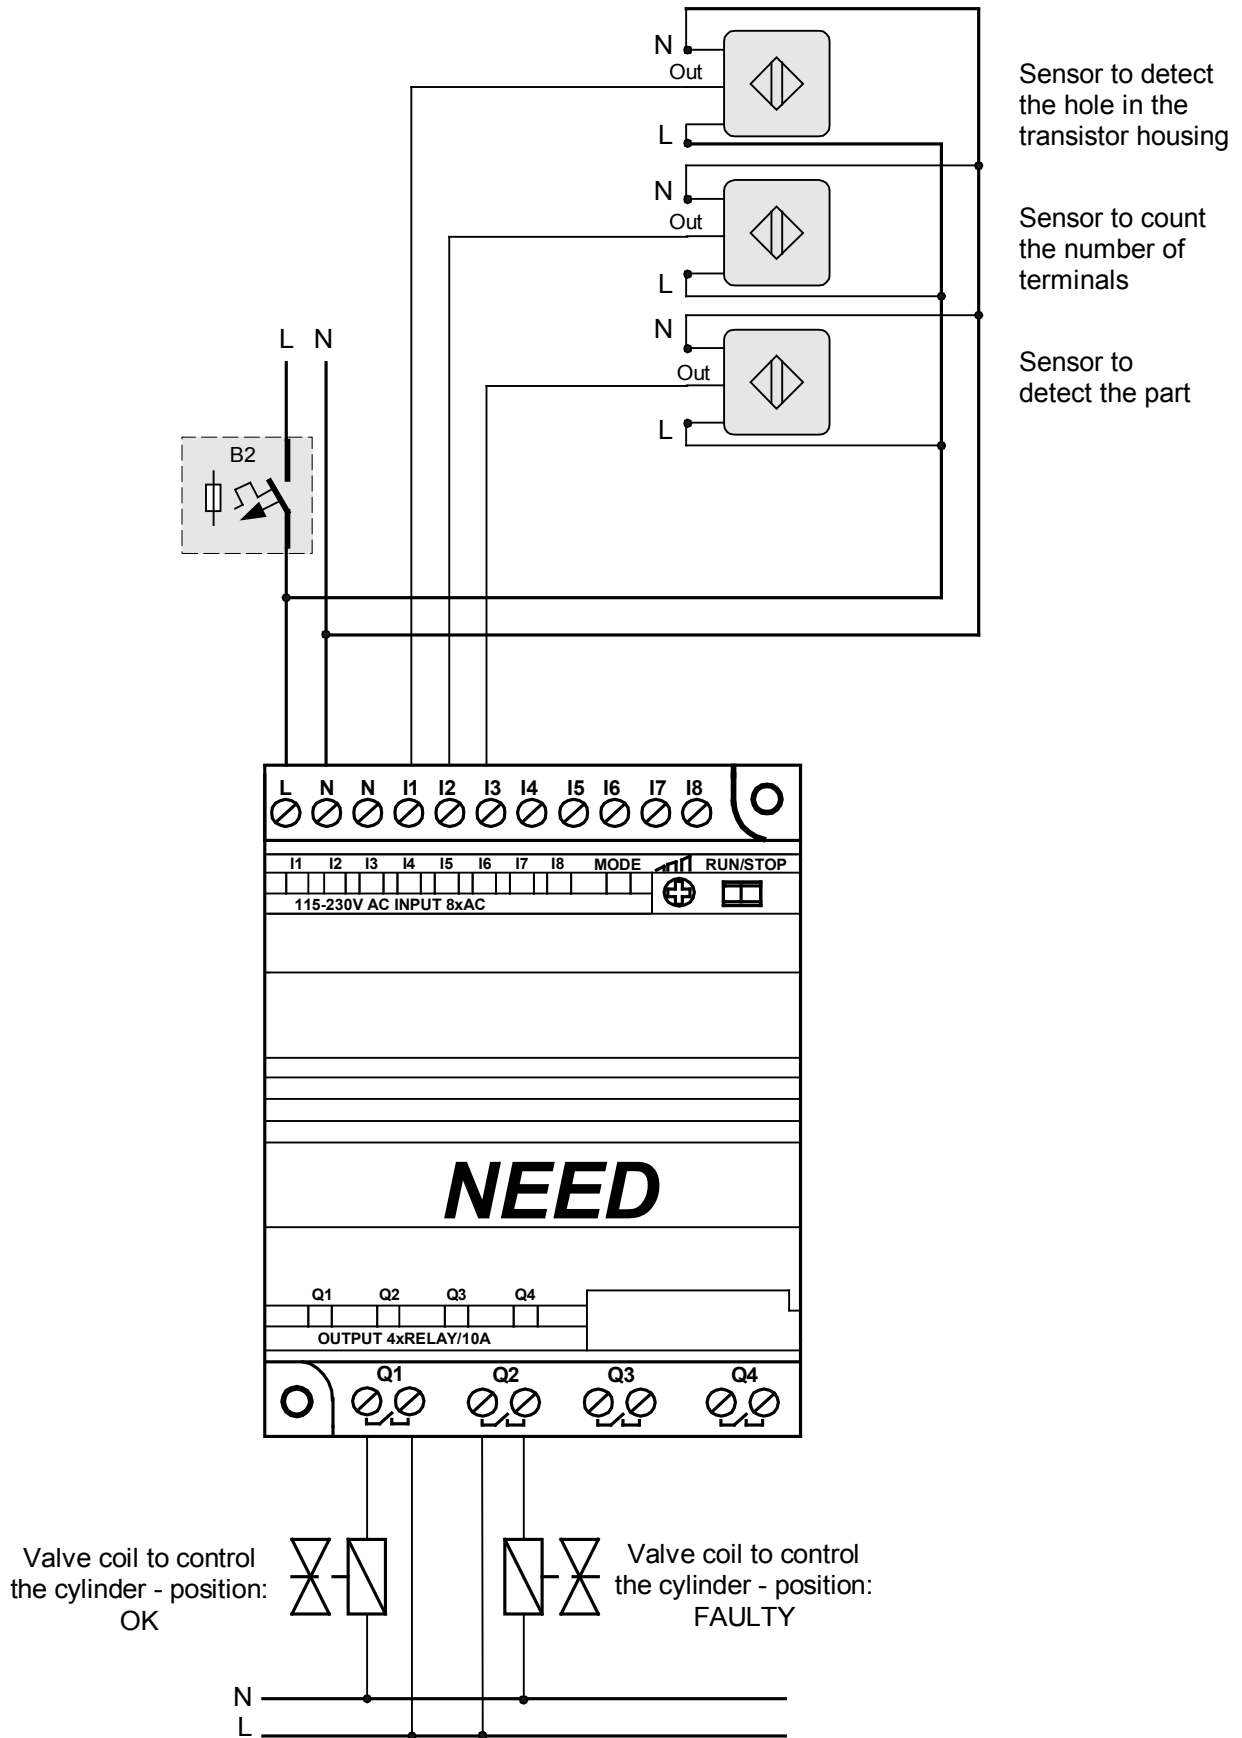 N
Out
L
Sensor to detect
the hole in the
transistor housing
N
Out
L
Sensor to count
the number of
terminals
N
Out
L
Sensor to
detect the part
L N
B2
L N N I1 I2 I3 I4 I5 I6 I7 I8
I1 I2 I3 I4 I5 I6 I7 I8 MODE RUN/STOP
115-230V AC INPUT 8xAC
NEED
Q1 Q2 Q3 Q4
OUTPUT 4xRELAY/10A
Q1 Q2 Q3 Q4
Valve coil to control
the cylinder - position:
OK
Valve coil to control
the cylinder - position:
FAULTY
N
L